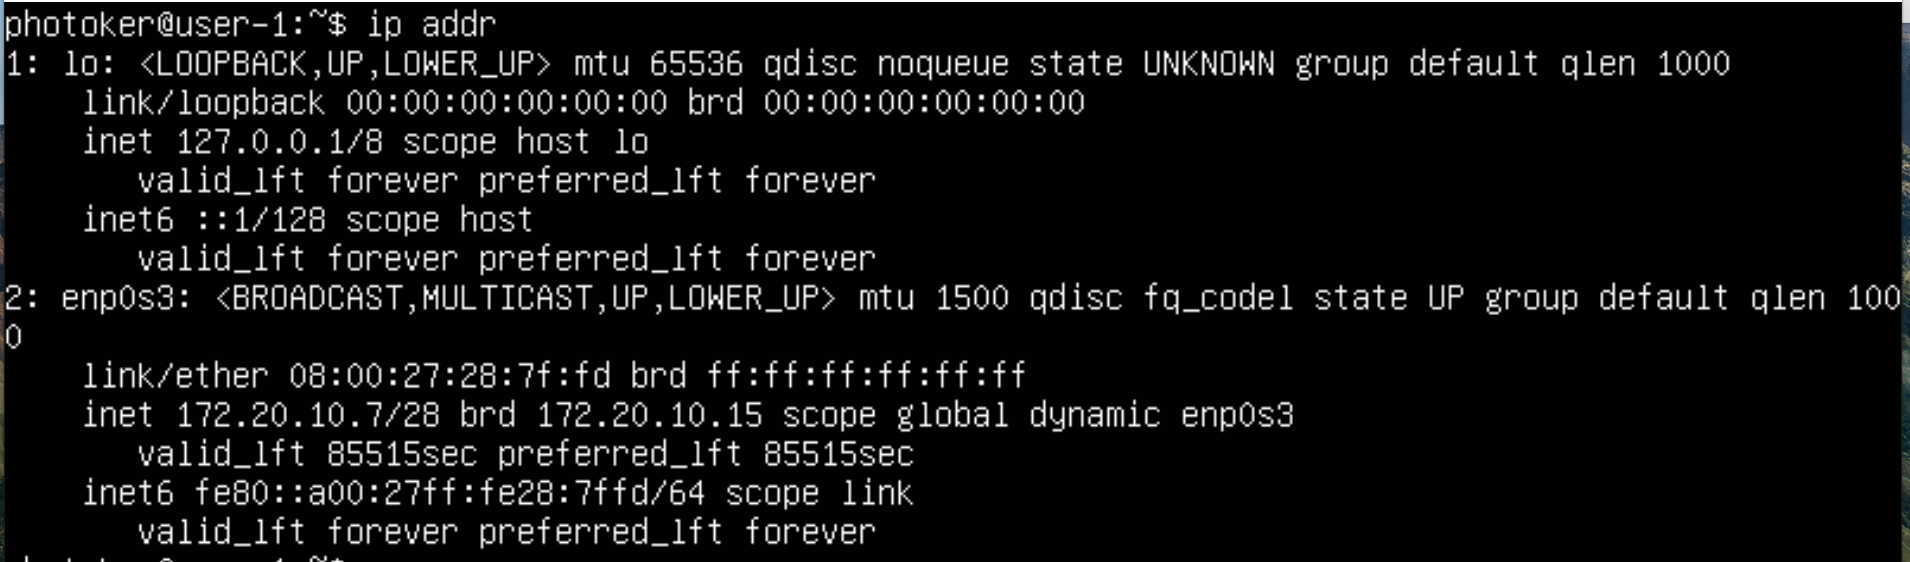 photoker@user-1:~$ ip addr
1: lo: <LOOPBACK,UP,LOWER_UP> mtu 65536 qdisc noqueue state UNKNOWN group default qlen 1000
    link/loopback 00:00:00:00:00:00 brd 00:00:00:00:00:00
    inet 127.0.0.1/8 scope host lo
       valid_lft forever preferred_lft forever
    inet6 ::1/128 scope host
       valid_lft forever preferred_lft forever
2: enp0s3: <BROADCAST,MULTICAST,UP,LOWER_UP> mtu 1500 qdisc fq_codel state UP group default qlen 100
0
    link/ether 08:00:27:28:7f:fd brd ff:ff:ff:ff:ff:ff
    inet 172.20.10.7/28 brd 172.20.10.15 scope global dynamic enp0s3
       valid_lft 85515sec preferred_lft 85515sec
    inet6 fe80::a00:27ff:fe28:7ffd/64 scope link
       valid_lft forever preferred_lft forever